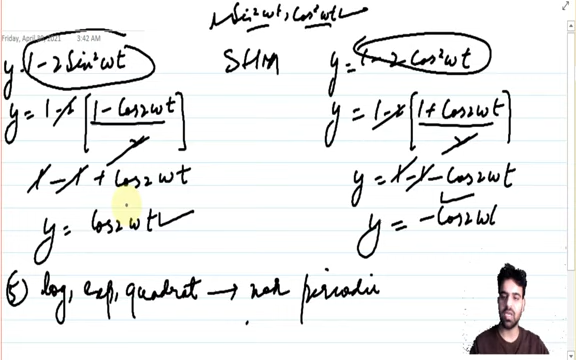 sin²ωt, cos²ωt
Friday, April 30, 2021 3:42 AM
y = 1 - 2 Sin²ωt
SHM
y = 1 - 2 Cos²ωt
y = 1 - 2 [ 1 - Cos2ωt / 2 ]
y = 1 - 2 [ 1 + Cos2ωt / 2 ]
1 - 1 + Cos2ωt
y = 1 - 1 - Cos2ωt
y = Cos2ωt
y = -Cos2ωt
(5) log, exp, quadrat → not periodic